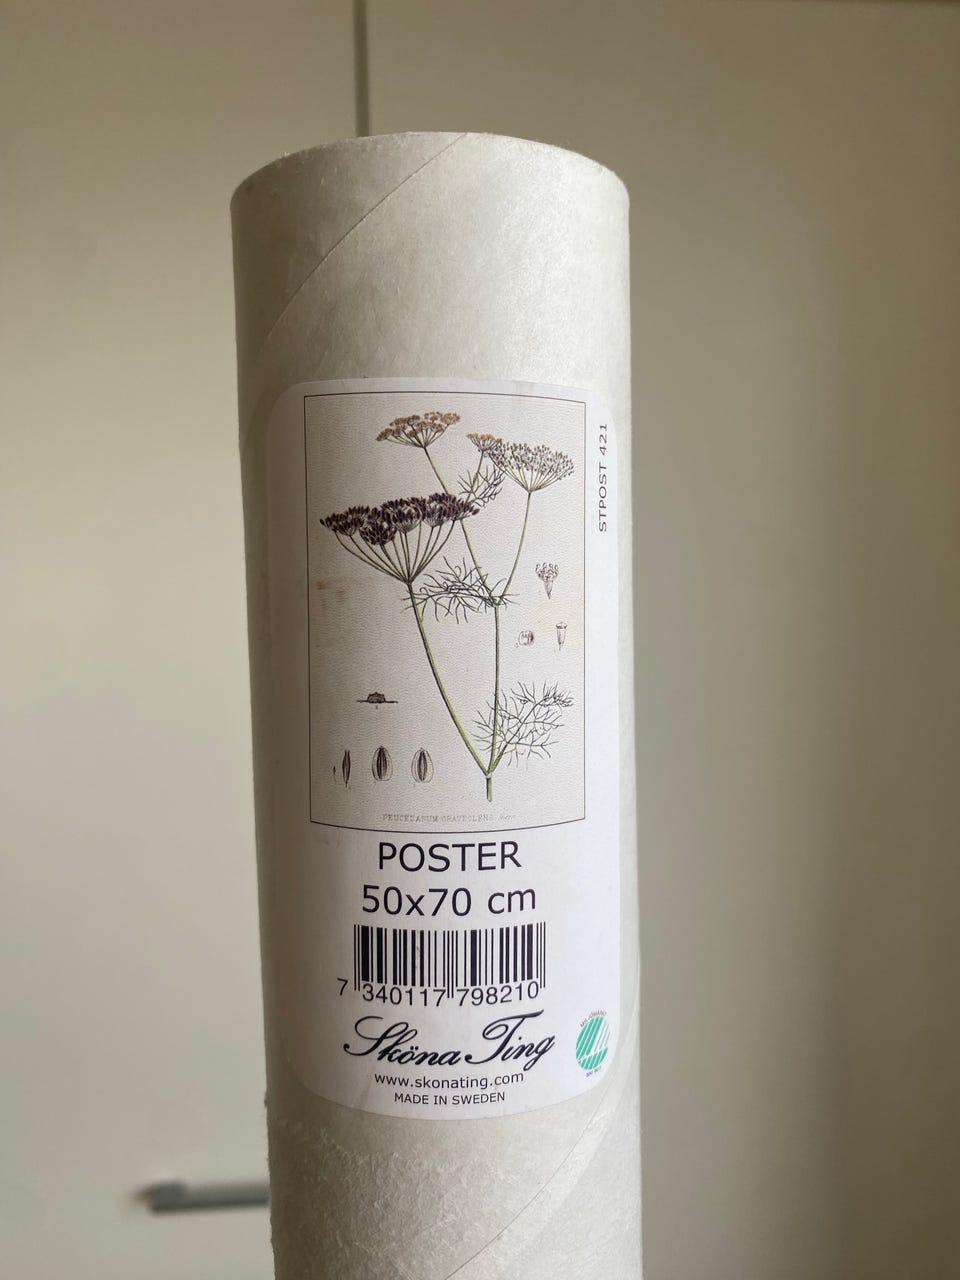 STPOST 421
PEUCEDANUM GRAVEOLENS
POSTER
50x70 cm
7 340117 798210
Sköna Ting
www.skonating.com
MADE IN SWEDEN